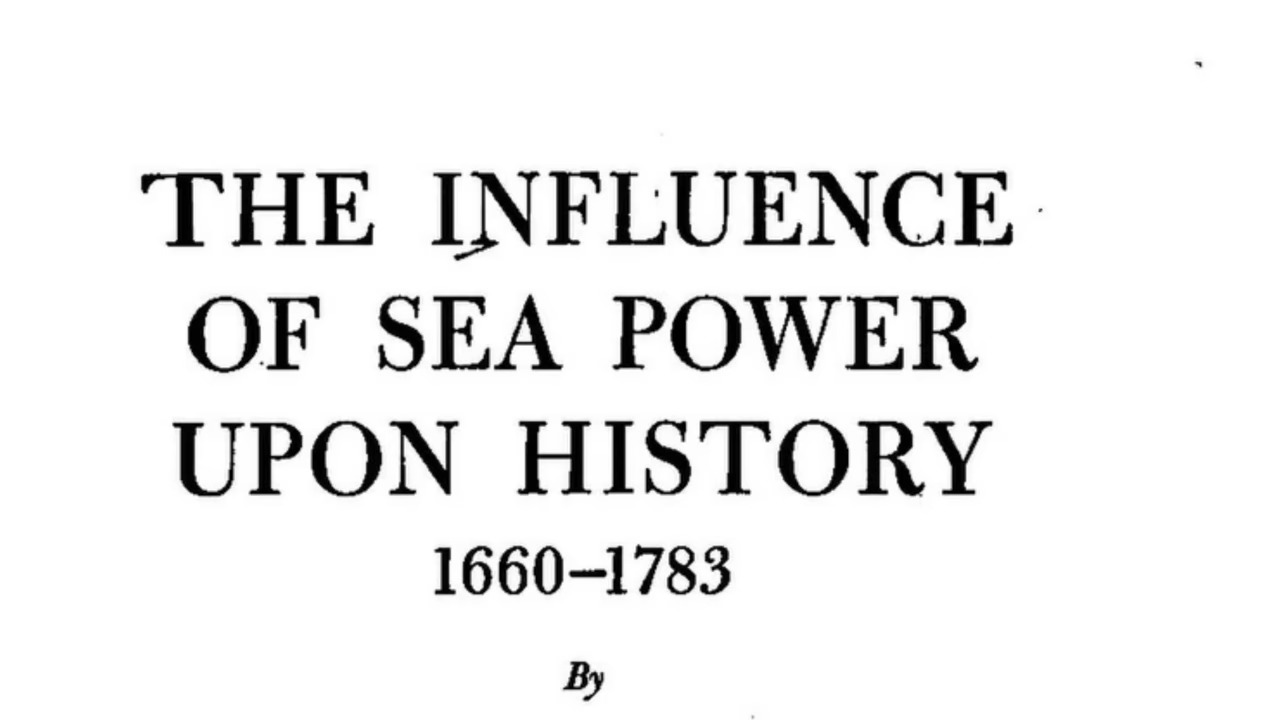 THE INFLUENCE
OF SEA POWER
UPON HISTORY
1660–1783
By